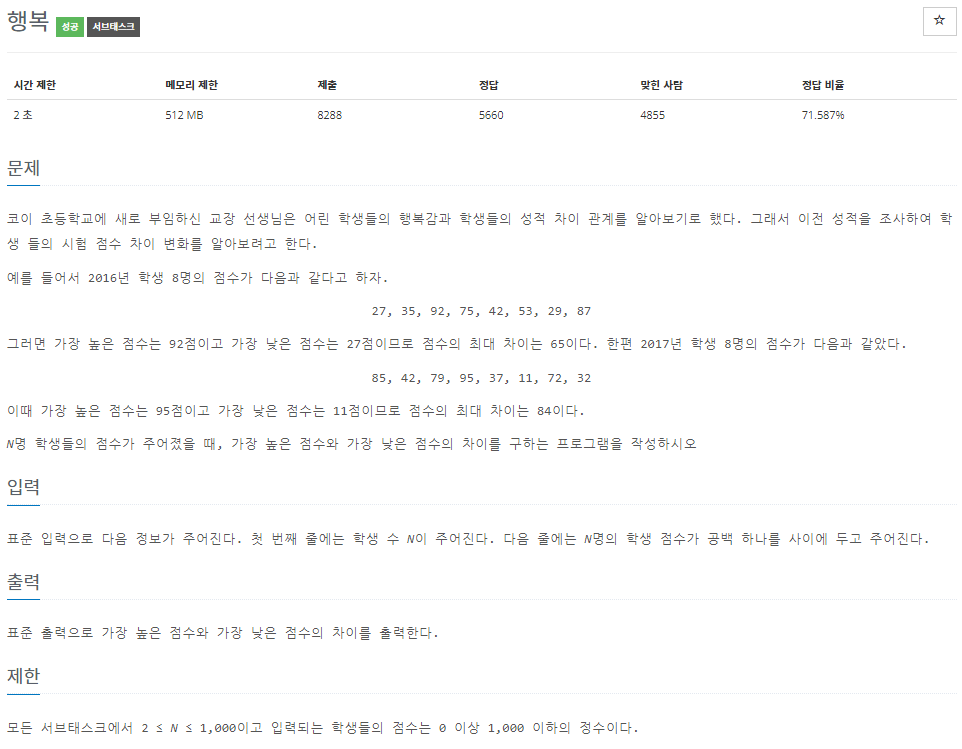 행복 성공 서브태스크
☆
시간 제한 메모리 제한 제출 정답 맞힌 사람 정답 비율
2 초 512 MB 8288 5660 4855 71.587%
문제
코이 초등학교에 새로 부임하신 교장 선생님은 어린 학생들의 행복감과 학생들의 성적 차이 관계를 알아보기로 했다. 그래서 이전 성적을 조사하여 학
생 들의 시험 점수 차이 변화를 알아보려고 한다.
예를 들어서 2016년 학생 8명의 점수가 다음과 같다고 하자.
27, 35, 92, 75, 42, 53, 29, 87
그러면 가장 높은 점수는 92점이고 가장 낮은 점수는 27점이므로 점수의 최대 차이는 65이다. 한편 2017년 학생 8명의 점수가 다음과 같았다.
85, 42, 79, 95, 37, 11, 72, 32
이때 가장 높은 점수는 95점이고 가장 낮은 점수는 11점이므로 점수의 최대 차이는 84이다.
N명 학생들의 점수가 주어졌을 때, 가장 높은 점수와 가장 낮은 점수의 차이를 구하는 프로그램을 작성하시오
입력
표준 입력으로 다음 정보가 주어진다. 첫 번째 줄에는 학생 수 N이 주어진다. 다음 줄에는 N명의 학생 점수가 공백 하나를 사이에 두고 주어진다.
출력
표준 출력으로 가장 높은 점수와 가장 낮은 점수의 차이를 출력한다.
제한
모든 서브태스크에서 2 ≤ N ≤ 1,000이고 입력되는 학생들의 점수는 0 이상 1,000 이하의 정수이다.